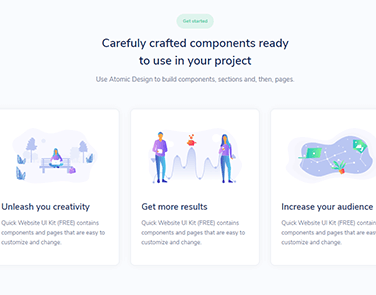 Get started
Carefuly crafted components ready
to use in your project
Use Atomic Design to build components, sections and, then, pages.
Unleash you creativity
Quick Website UI Kit (FREE) contains
components and pages that are easy to
customize and change.
Get more results
Quick Website UI Kit (FREE) contains
components and pages that are easy to
customize and change.
Increase your audience
Quick Website UI Kit (FREE) contains
components and pages that are eas
customize and change.